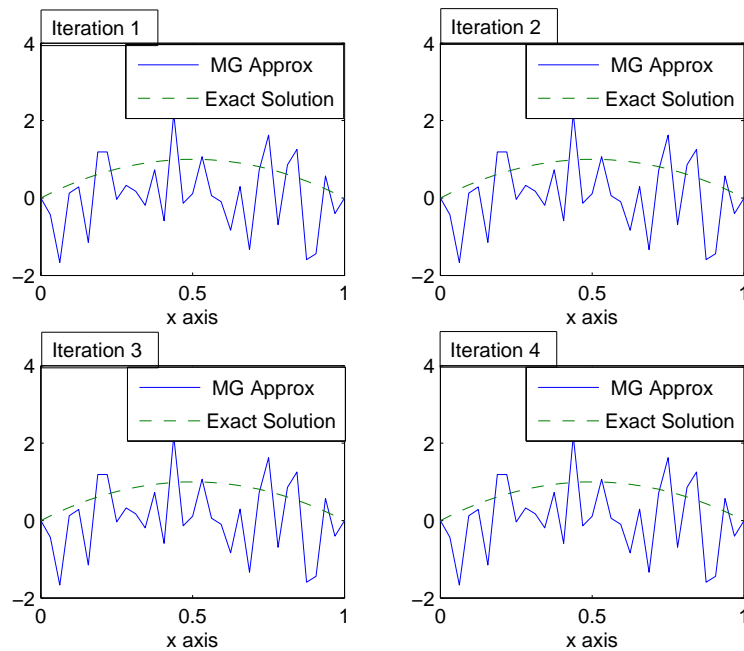 Iteration 1
4
2
0
−2
MG Approx
Exact Solution
0
0.5
1
x axis
Iteration 2
4
2
0
−2
MG Approx
Exact Solution
0
0.5
1
x axis
Iteration 3
4
2
0
−2
MG Approx
Exact Solution
0
0.5
1
x axis
Iteration 4
4
2
0
−2
MG Approx
Exact Solution
0
0.5
1
x axis